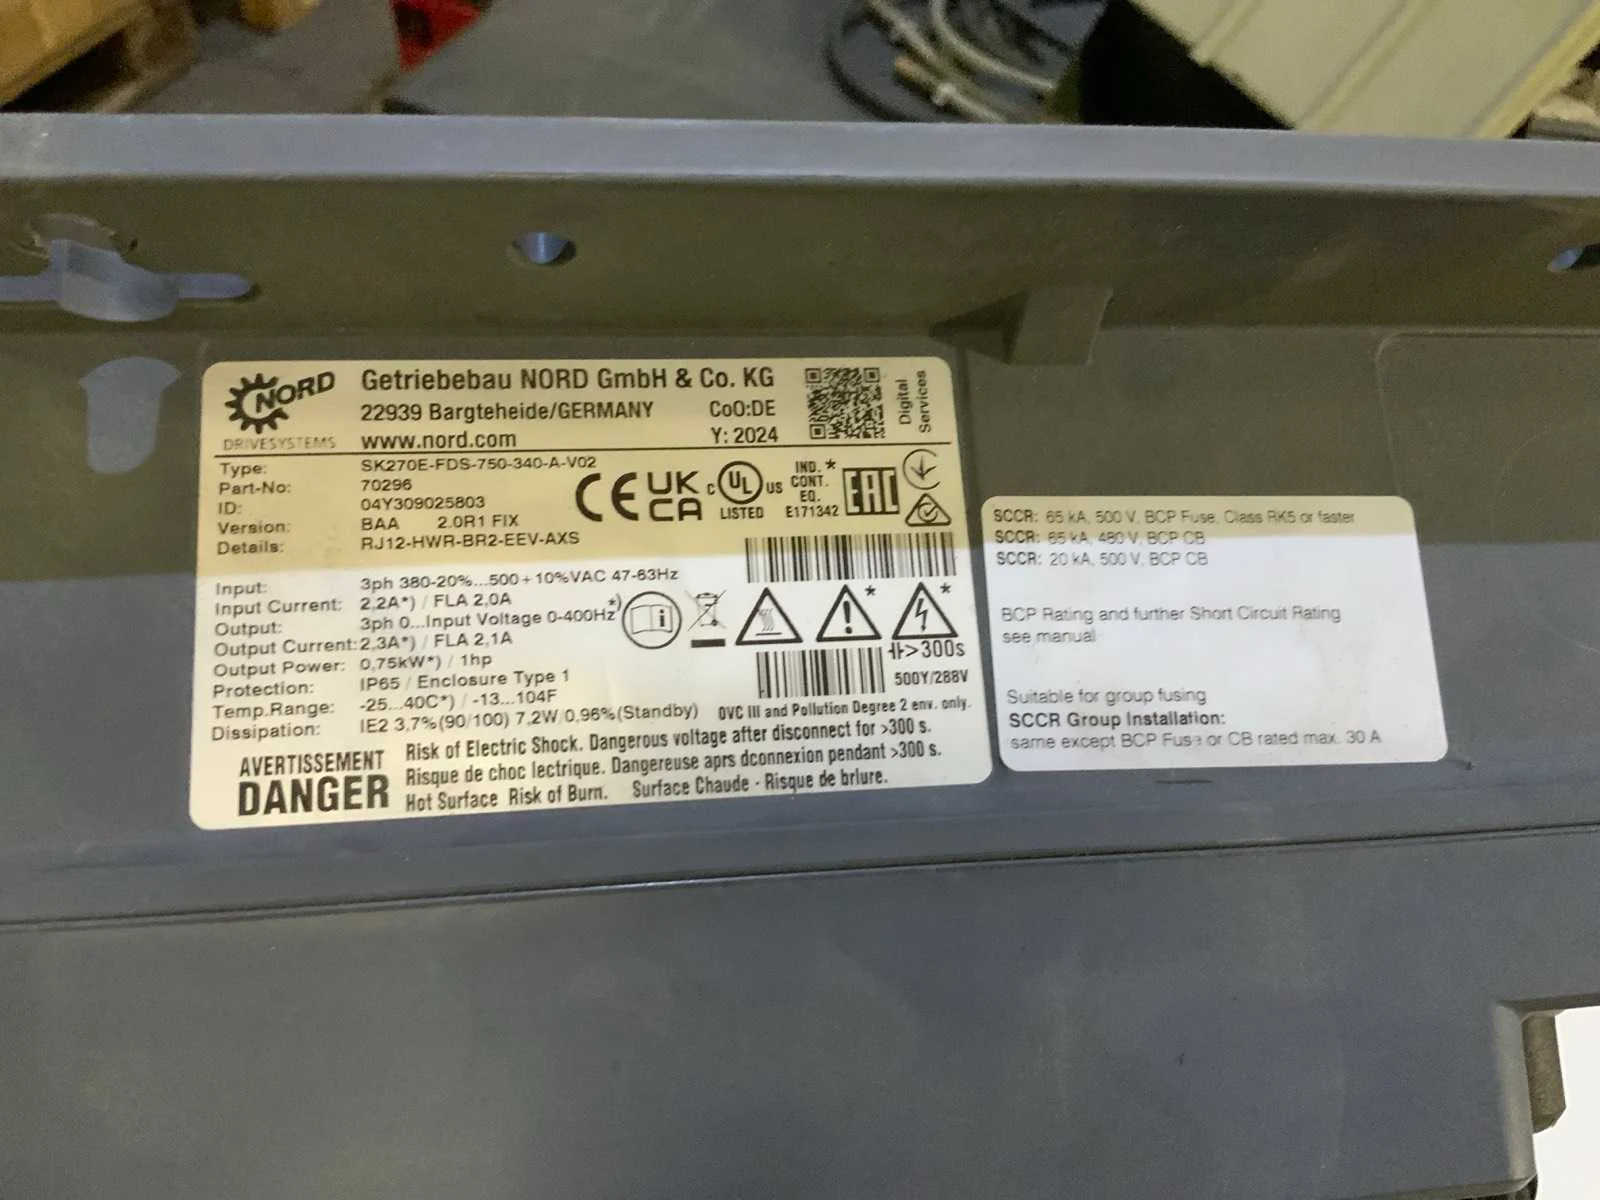 NORD
DRIVESYSTEMS
Getriebebau NORD GmbH & Co. KG
22939 Bargteheide/GERMANY CoO:DE
www.nord.com Y: 2024
Digital
Services
Type: SK270E-FDS-750-340-A-V02
Part-No: 70296
ID: 04Y309025803
Version: BAA 2.0R1 FIX
Details: RJ12-HWR-BR2-EEV-AXS
CE UK
CA
c UL us
LISTED
IND. *
CONT.
EQ.
E171342
EAC
Input: 3ph 380-20%...500+10%VAC 47-63Hz
Input Current: 2,2A*) / FLA 2,0A
Output: 3ph 0...Input Voltage 0-400Hz*)
Output Current: 2,3A*) / FLA 2,1A
Output Power: 0,75kW*) / 1hp
Protection: IP65 / Enclosure Type 1
Temp.Range: -25...40C*) / -13...104F
Dissipation: IE2 3,7%(90/100) 7,2W 0,96%(Standby)
* *
>300s
500Y/288V
OVC III and Pollution Degree 2 env. only.
AVERTISSEMENT
DANGER
Risk of Electric Shock. Dangerous voltage after disconnect for >300 s.
Risque de choc lectrique. Dangereuse aprs dconnexion pendant >300 s.
Hot Surface Risk of Burn. Surface Chaude - Risque de brlure.
SCCR: 65 kA, 500 V, BCP Fuse, Class RK5 or faster
SCCR: 65 kA, 480 V, BCP CB
SCCR: 20 kA, 500 V, BCP CB
BCP Rating and further Short Circuit Rating
see manual
Suitable for group fusing
SCCR Group Installation:
same except BCP Fuse or CB rated max. 30 A